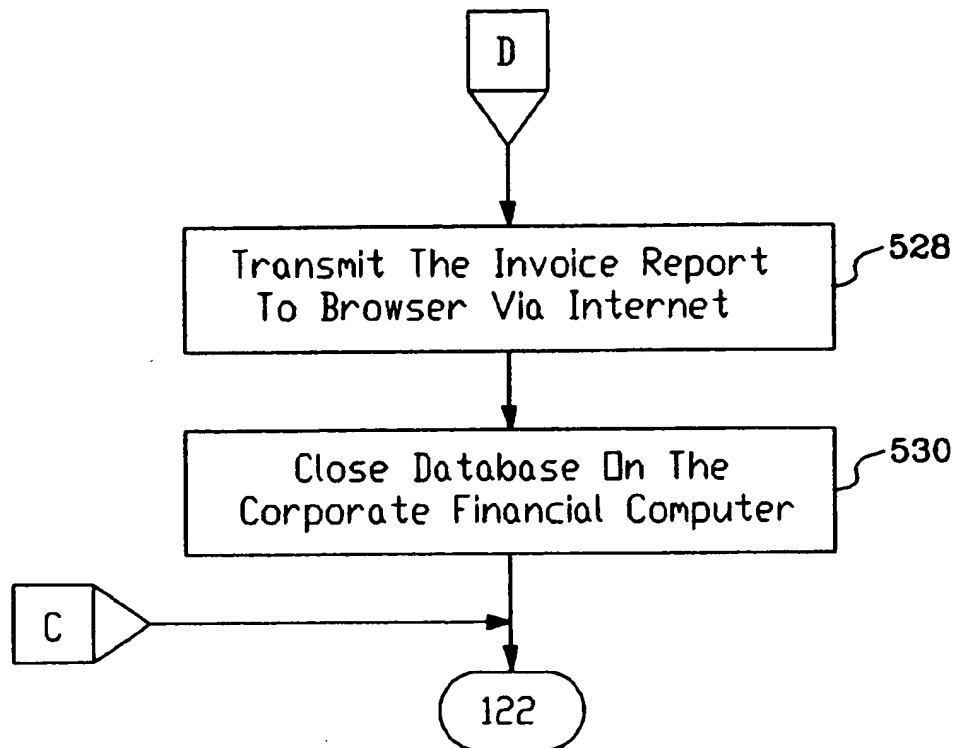 D
Transmit The Invoice Report
To Browser Via Internet
528
Close Database On The
Corporate Financial Computer
530
C
122